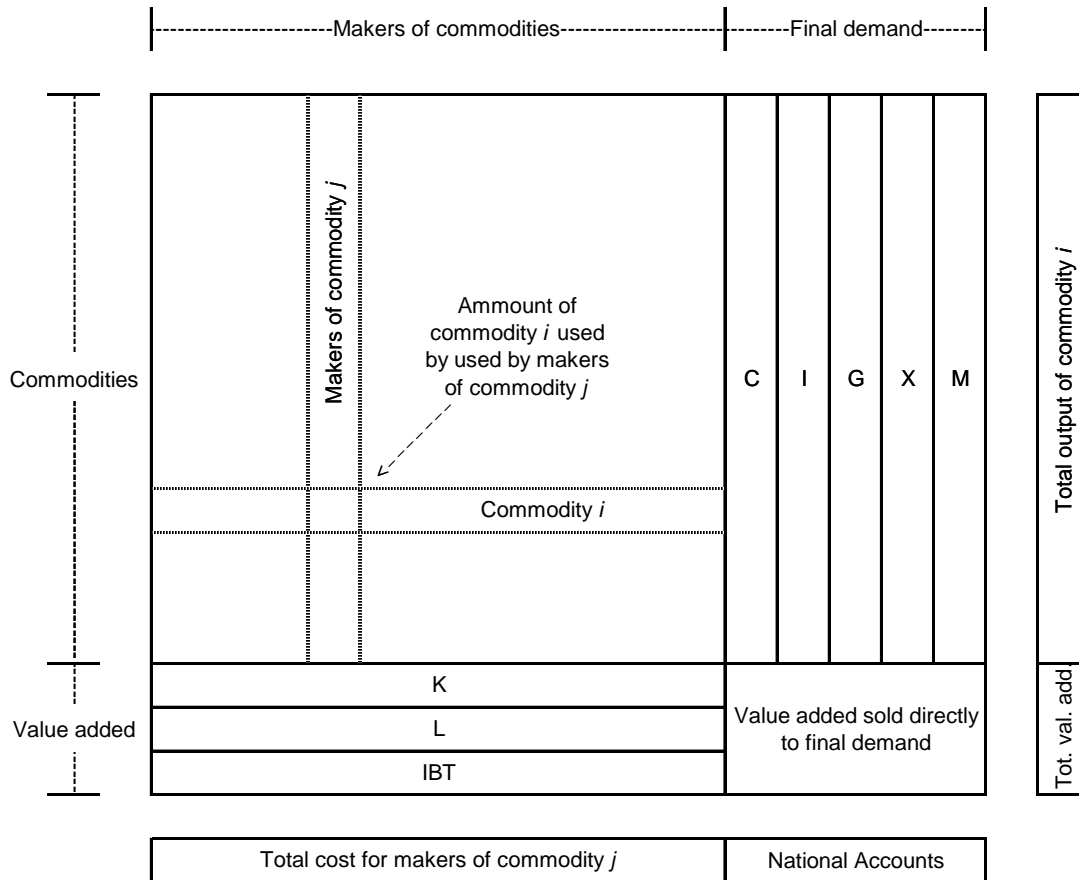 Makers of commodities
Final demand
Makers of commodity j
Ammount of
commodity i used
by used by makers
of commodity j
Commodities
C
I
G
X
M
Total output of commodity i
Commodity i
K
L
IBT
Value added
Value added sold directly
to final demand
Tot. val. add.
Total cost for makers of commodity j
National Accounts